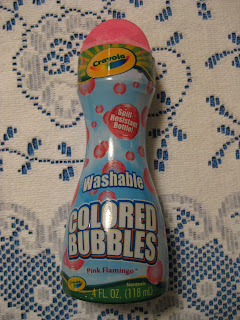 Crayola
Spill
Resistant
Bottle!
Washable
COLORED
BUBBLES
Pink Flamingo
4 FL. OZ. (118 mL)